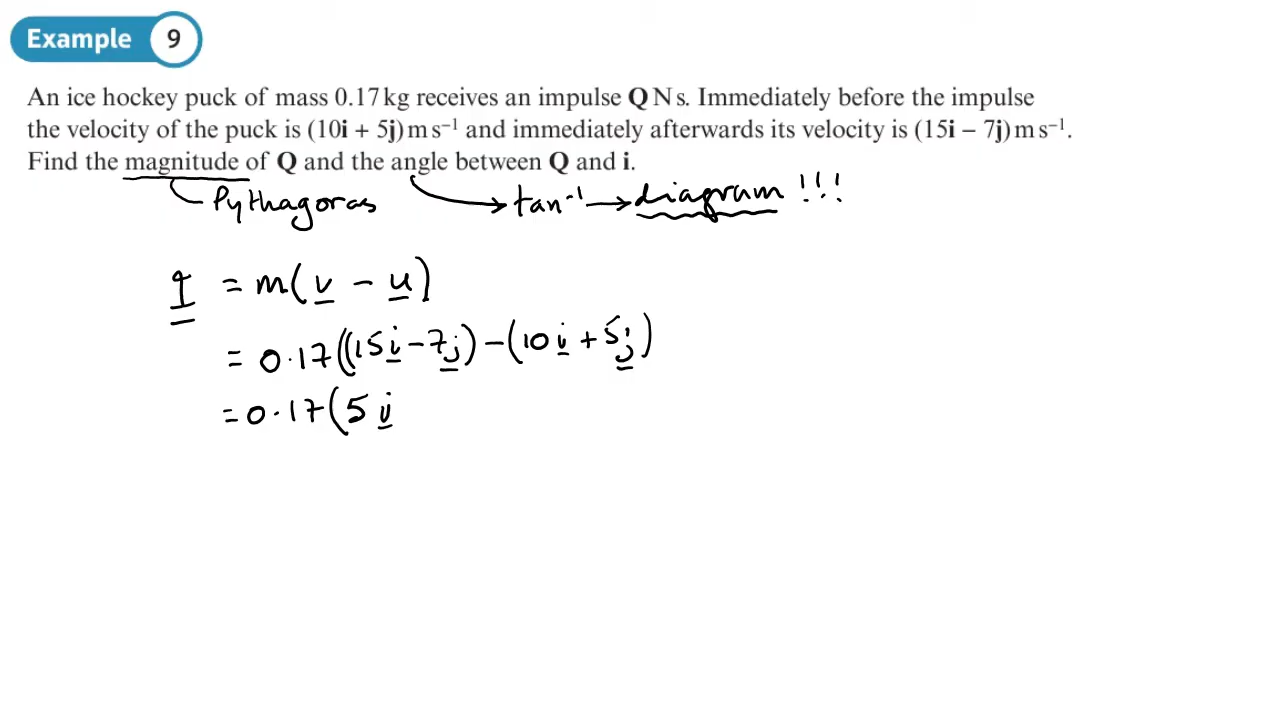 Example 9
An ice hockey puck of mass 0.17 kg receives an impulse Q N s. Immediately before the impulse
the velocity of the puck is (10i + 5j) m s⁻¹ and immediately afterwards its velocity is (15i − 7j) m s⁻¹.
Find the magnitude of Q and the angle between Q and i.
Pythagoras → tan⁻¹ → diagram !!!
I = m(v − u)
= 0.17((15i − 7j) − (10i + 5j)
= 0.17(5i